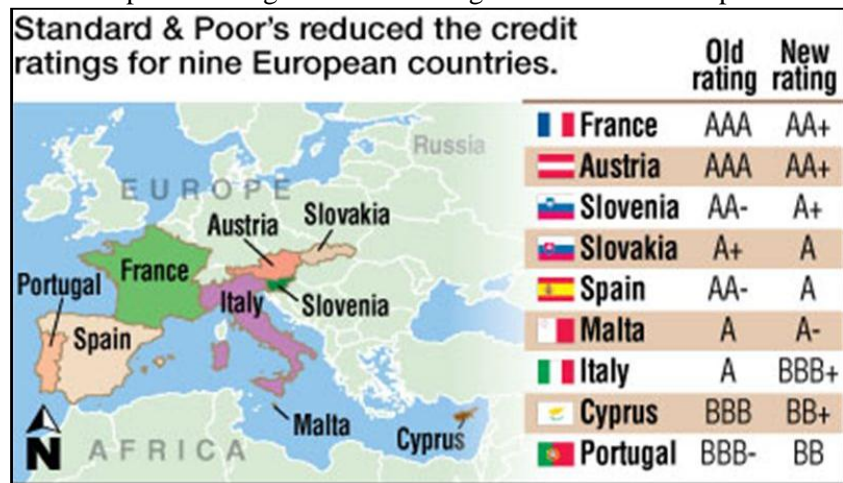 Standard & Poor's reduced the credit
ratings for nine European countries.
Old rating
New rating
France AAA AA+
Austria AAA AA+
Slovenia AA- A+
Slovakia A+ A
Spain AA- A
Malta A A-
Italy A BBB+
Cyprus BBB BB+
Portugal BBB- BB
Russia
EUROPE
Slovakia
Austria
France
Portugal
Italy
Slovenia
Spain
Malta
Cyprus
N
AFRICA